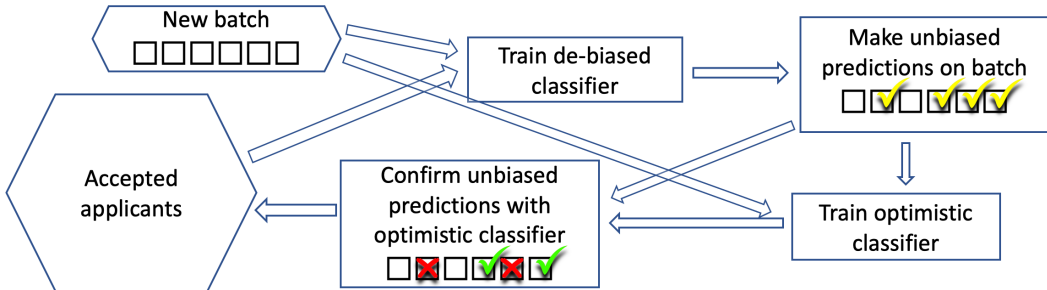 New batch
Train de-biased
classifier
Make unbiased
predictions on batch
Accepted
applicants
Confirm unbiased
predictions with
optimistic classifier
Train optimistic
classifier